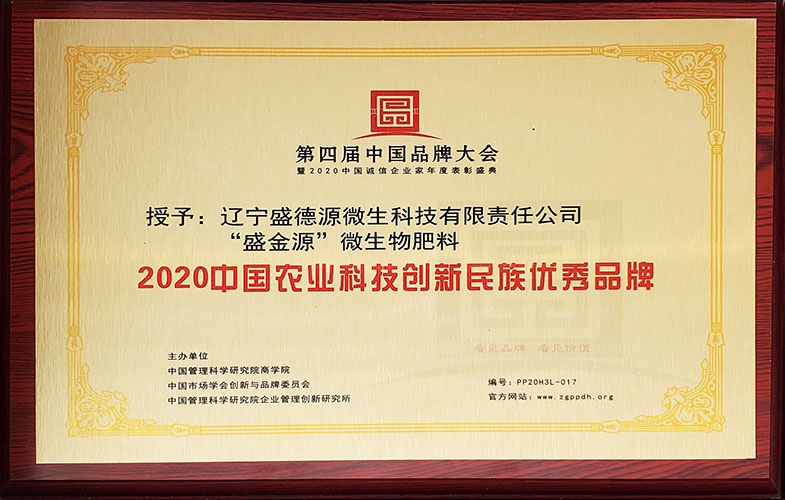 第四届中国品牌大会
暨2020中国诚信企业家年度表彰盛典
授予：辽宁盛德源微生科技有限责任公司
“盛金源”微生物肥料
2020中国农业科技创新民族优秀品牌
看见品牌 看见价值
主办单位
中国管理科学研究院商学院
中国市场学会创新与品牌委员会
中国管理科学研究院企业管理创新研究所
编号：PP20H3L-017
官方网站：www.zgppdh.org